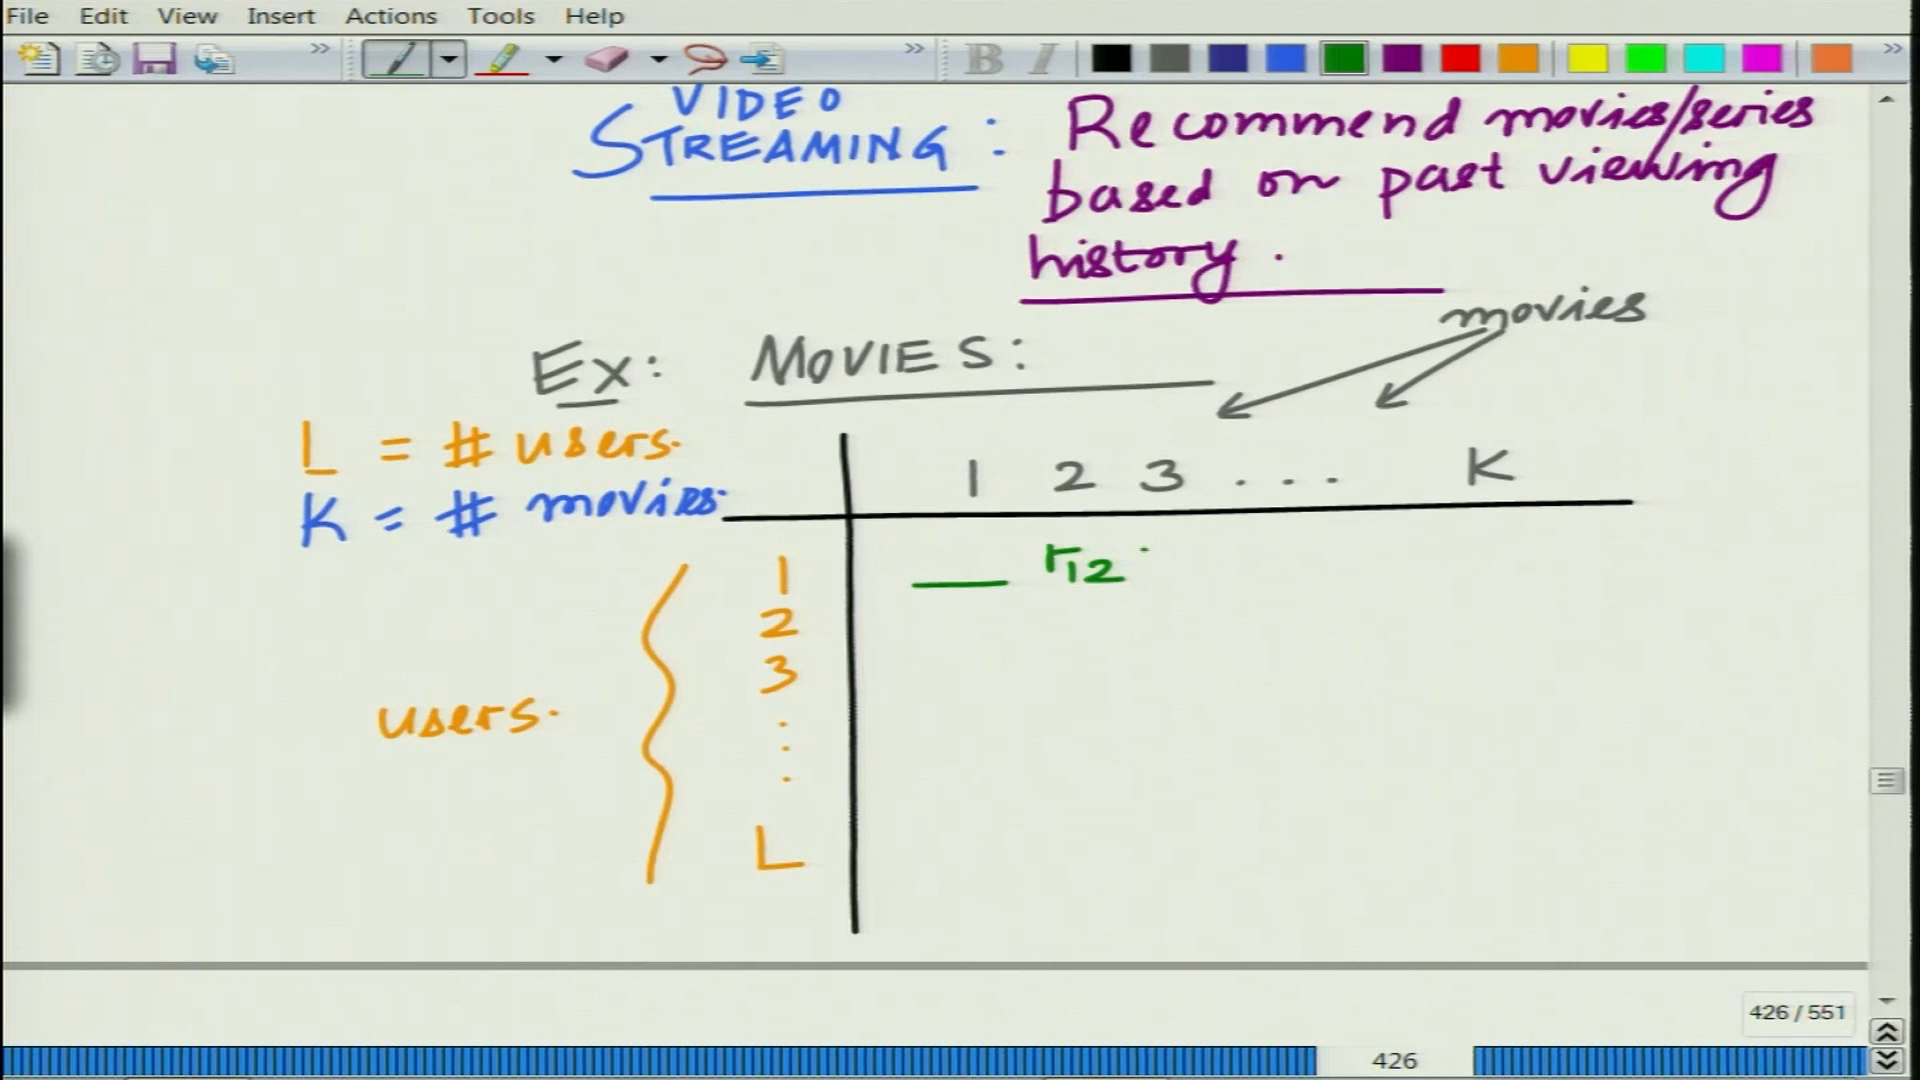 File Edit View Insert Actions Tools Help
B I
VIDEO
STREAMING :
Recommend movies/series
based on past viewing
history.
movies
Ex: MOVIES:
L = # users.
K = # movies.
1 2 3 . . . K
1 __ r12
2
3
.
.
.
L
users.
426 / 551
426